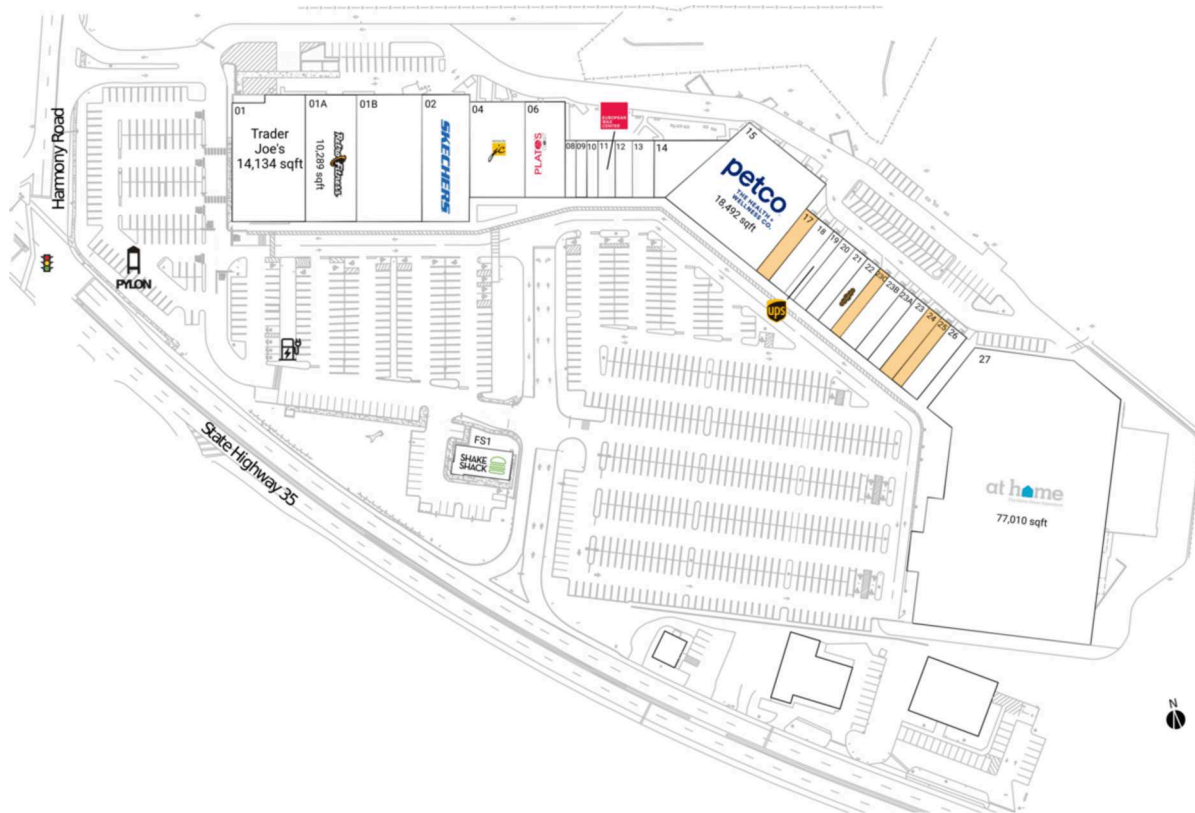 Harmony Road
PYLON
State Highway 35
01
Trader
Joe's
14,134 sqft
01A
Retro Fitness
10,289 sqft
01B
02
SKECHERS
04
06
PLATOS
08
09
10
11
EUROPEAN
WAX
CENTER
12
13
14
15
petco
THE HEALTH +
WELLNESS CO.
18,492 sqft
17
18
19
20
21
22
ups
23B
23A
23
24
25
26
27
at home
77,010 sqft
FS1
SHAKE
SHACK
N